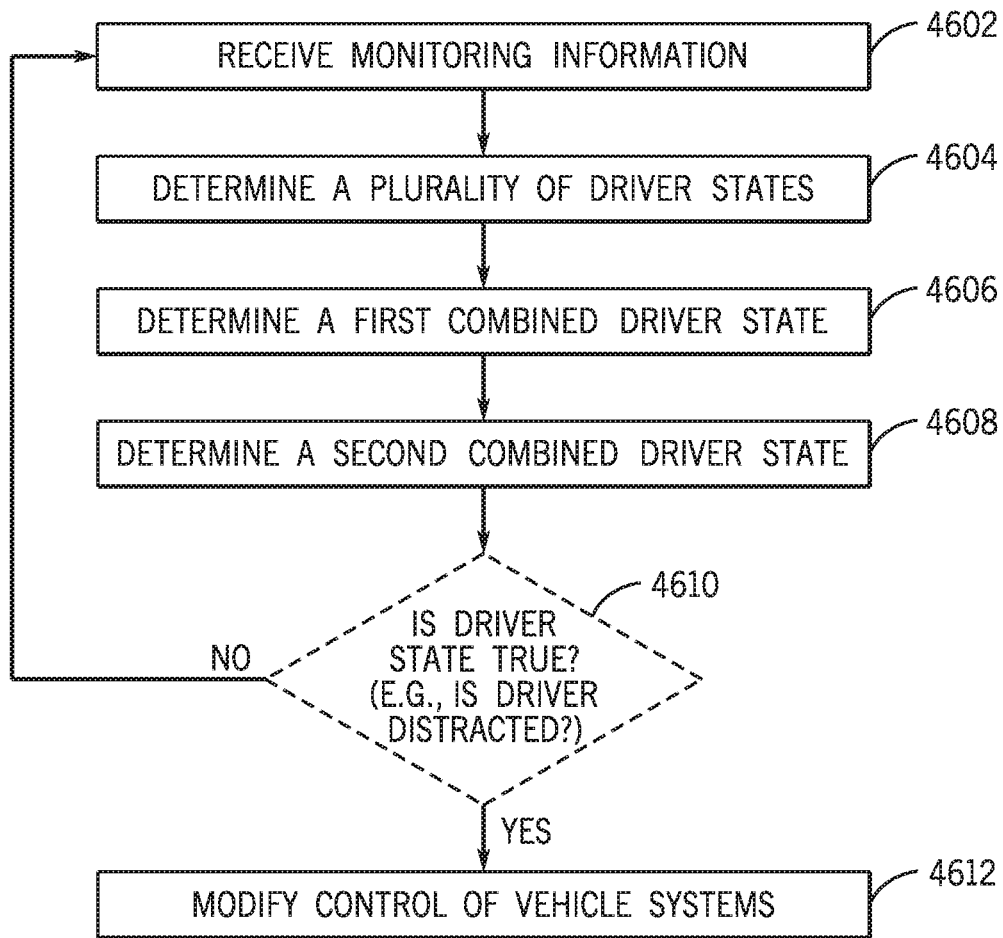 4602
RECEIVE MONITORING INFORMATION
4604
DETERMINE A PLURALITY OF DRIVER STATES
4606
DETERMINE A FIRST COMBINED DRIVER STATE
4608
DETERMINE A SECOND COMBINED DRIVER STATE
4610
IS DRIVER
STATE TRUE?
(E.G., IS DRIVER
DISTRACTED?)
NO
YES
4612
MODIFY CONTROL OF VEHICLE SYSTEMS